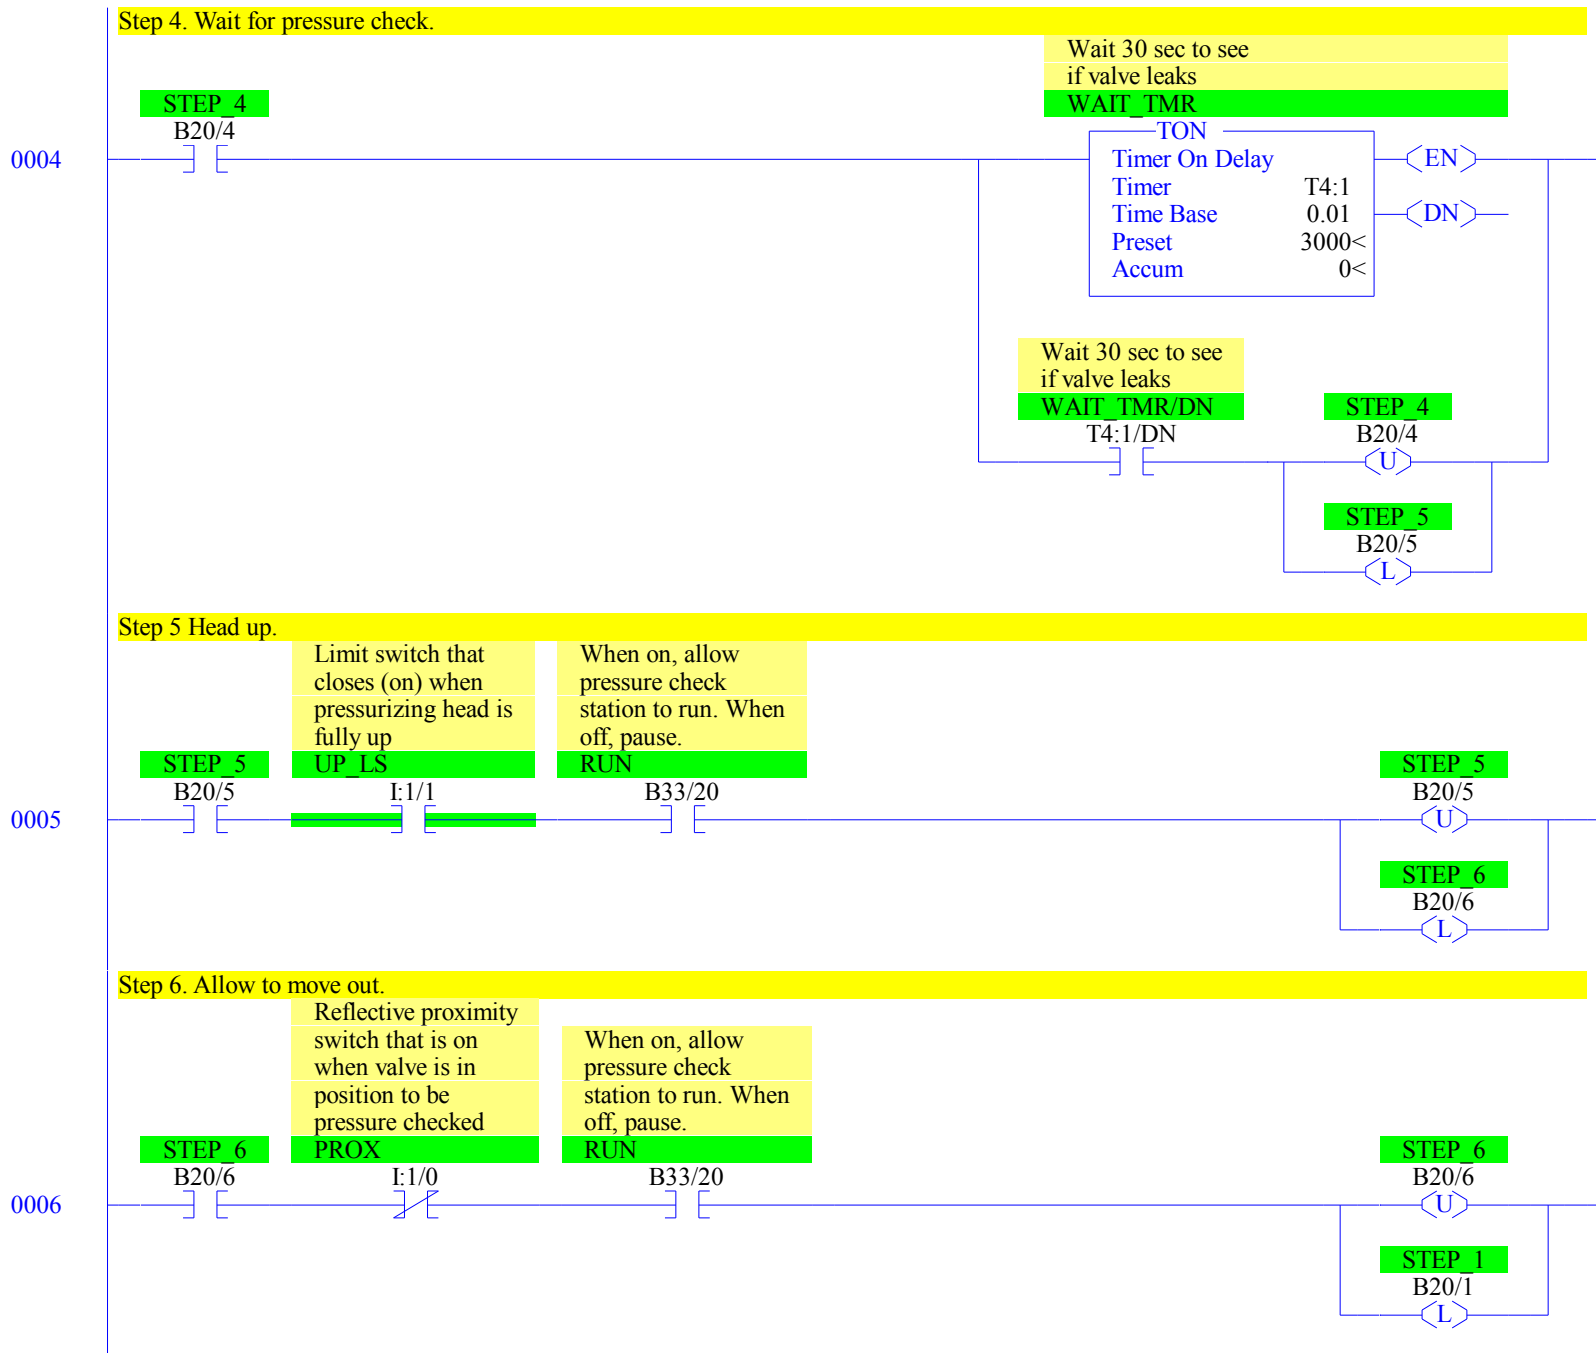 Step 4. Wait for pressure check.
Wait 30 sec to see
if valve leaks
WAIT_TMR
STEP_4
B20/4
0004
TON
Timer On Delay
Timer T4:1
Time Base 0.01
Preset 3000<
Accum 0<
EN
DN
Wait 30 sec to see
if valve leaks
WAIT_TMR/DN
T4:1/DN
STEP_4
B20/4
U
STEP_5
B20/5
L
Step 5 Head up.
Limit switch that
closes (on) when
pressurizing head is
fully up
UP_LS
I:1/1
When on, allow
pressure check
station to run. When
off, pause.
RUN
B33/20
STEP_5
B20/5
0005
STEP_5
B20/5
U
STEP_6
B20/6
L
Step 6. Allow to move out.
Reflective proximity
switch that is on
when valve is in
position to be
pressure checked
PROX
I:1/0
When on, allow
pressure check
station to run. When
off, pause.
RUN
B33/20
STEP_6
B20/6
0006
STEP_6
B20/6
U
STEP_1
B20/1
L